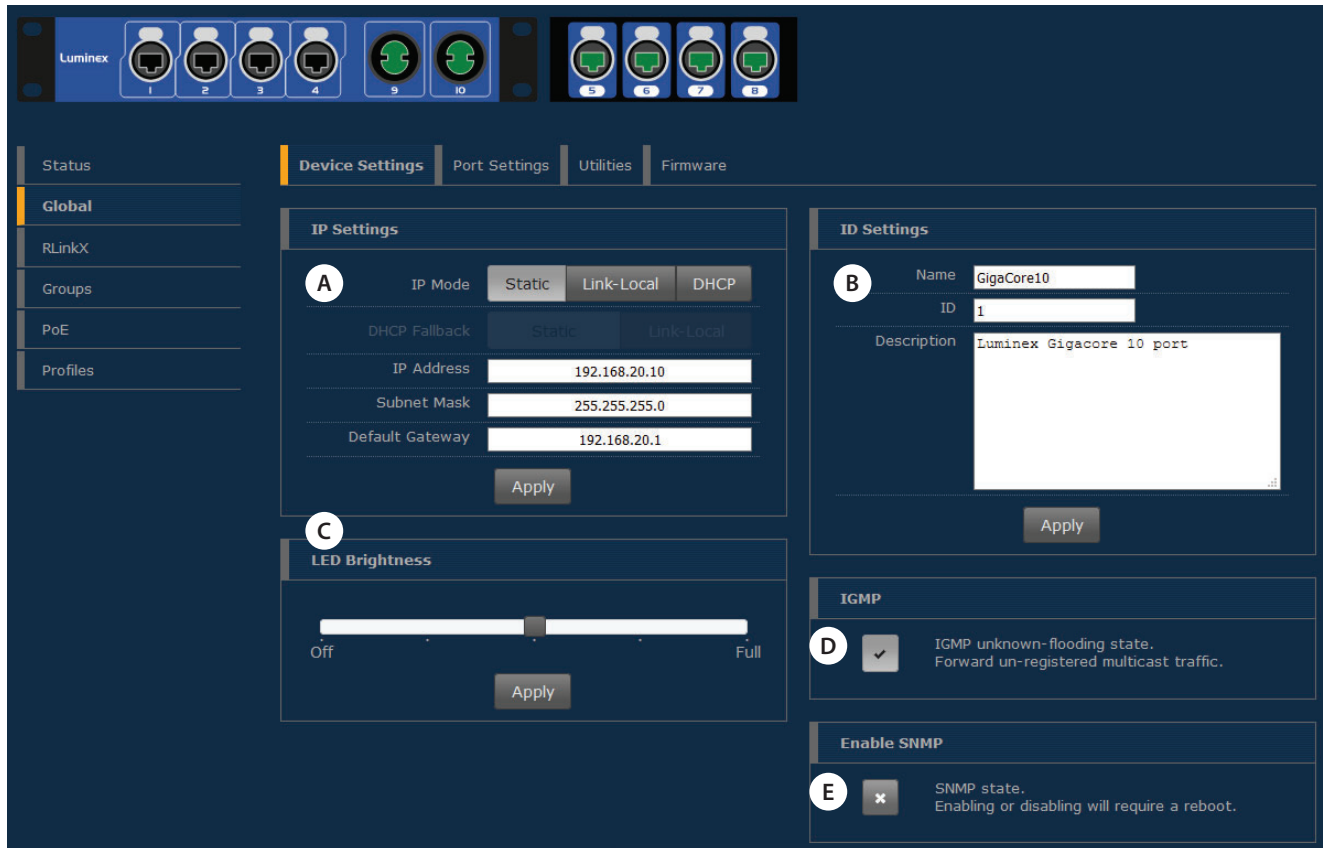 Luminex
1 2 3 4 9 10 5 6 7 8
Status
Global
RLinkX
Groups
PoE
Profiles
Device Settings Port Settings Utilities Firmware
IP Settings
A
IP Mode Static Link-Local DHCP
DHCP Fallback Static Link-Local
IP Address 192.168.20.10
Subnet Mask 255.255.255.0
Default Gateway 192.168.20.1
Apply
C
LED Brightness
Off Full
Apply
ID Settings
B
Name GigaCore10
ID 1
Description Luminex Gigacore 10 port
Apply
IGMP
D
IGMP unknown-flooding state.
Forward un-registered multicast traffic.
Enable SNMP
E
SNMP state.
Enabling or disabling will require a reboot.